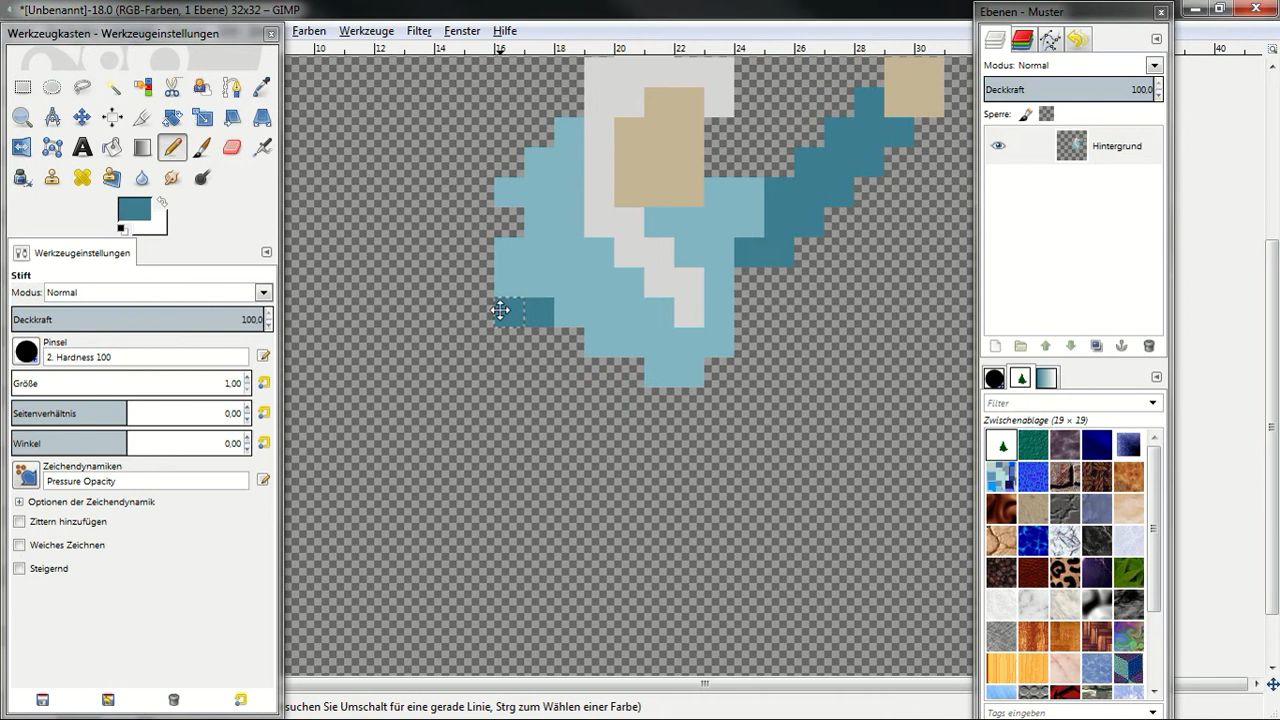 *[Unbenannt]-18.0 (RGB-Farben, 1 Ebene) 32x32 – GIMP
Werkzeugkasten - Werkzeugeinstellungen
Farben Werkzeuge Filter Fenster Hilfe
12 14 16 18 20 22 24 26 28 30 40
Werkzeugeinstellungen
Stift
Modus: Normal
Deckkraft 100,0
Pinsel
2. Hardness 100
Größe 1,00
Seitenverhältnis 0,00
Winkel 0,00
Zeichendynamiken
Pressure Opacity
Optionen der Zeichendynamik
Zittern hinzufügen
Weiches Zeichnen
Steigernd
uchen Sie Umschalt für eine gerade Linie, Strg zum Wählen einer Farbe)
Ebenen - Muster
Modus: Normal
Deckkraft 100,0
Sperre:
Hintergrund
Filter
Zwischenablage (19 × 19)
Tags eingeben